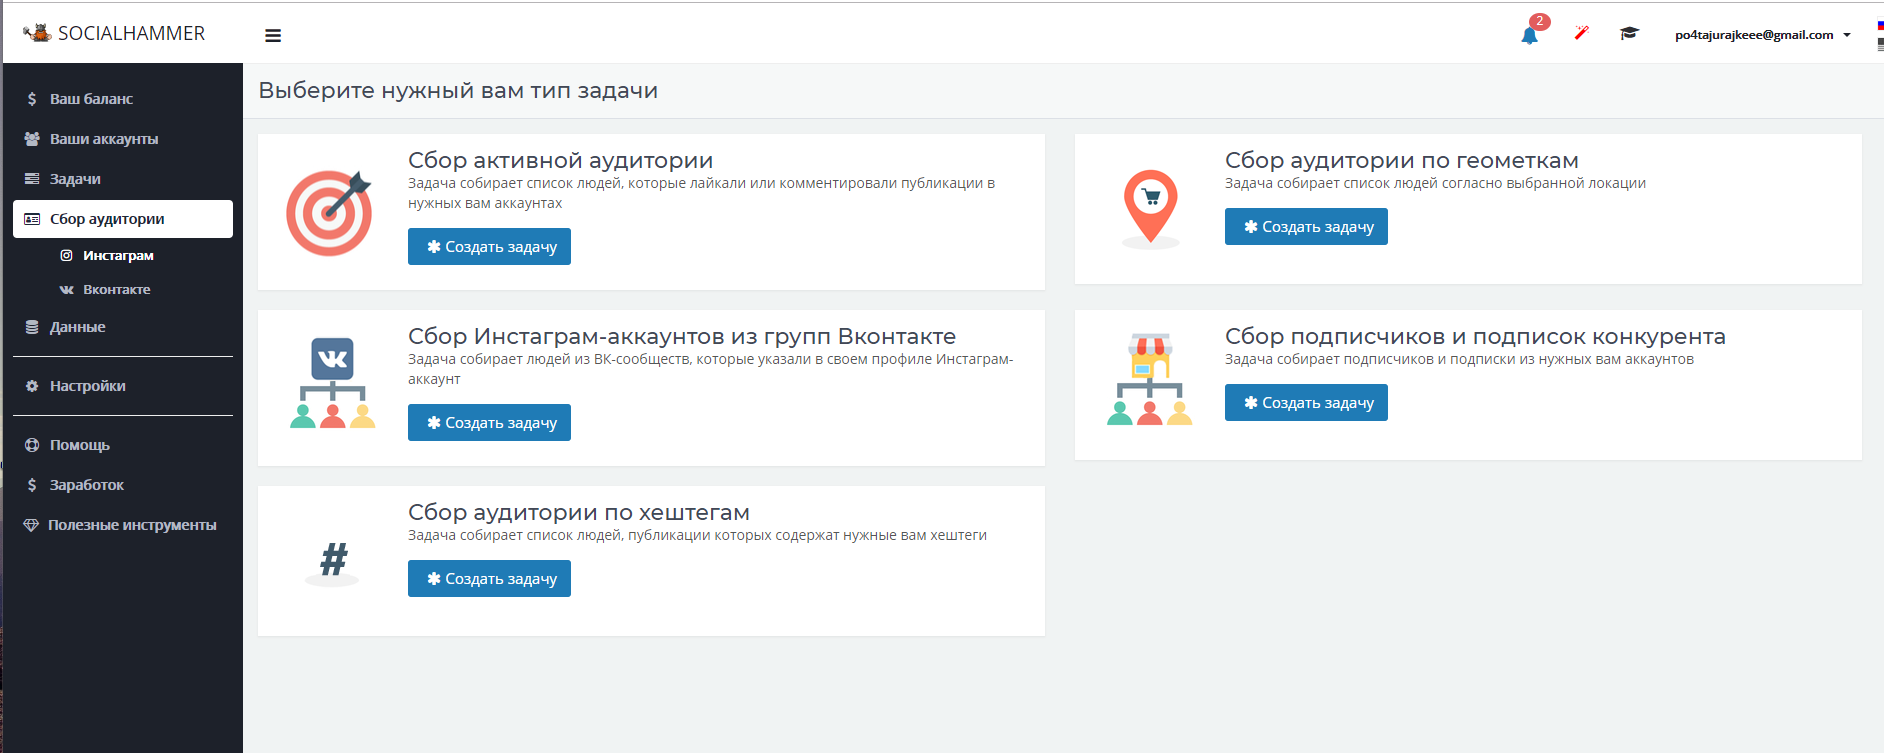 SOCIALHAMMER
2
po4tajurajkeee@gmail.com
Ваш баланс
Ваши аккаунты
Задачи
Сбор аудитории
Инстаграм
Вконтакте
Данные
Настройки
Помощь
Заработок
Полезные инструменты
Выберите нужный вам тип задачи
Сбор активной аудитории
Задача собирает список людей, которые лайкали или комментировали публикации в
нужных вам аккаунтах
Создать задачу
Сбор аудитории по геометкам
Задача собирает список людей согласно выбранной локации
Создать задачу
Сбор Инстаграм-аккаунтов из групп Вконтакте
Задача собирает людей из ВК-сообществ, которые указали в своем профиле Инстаграм-
аккаунт
Создать задачу
Сбор подписчиков и подписок конкурента
Задача собирает подписчиков и подписки из нужных вам аккаунтов
Создать задачу
#
Сбор аудитории по хештегам
Задача собирает список людей, публикации которых содержат нужные вам хештеги
Создать задачу